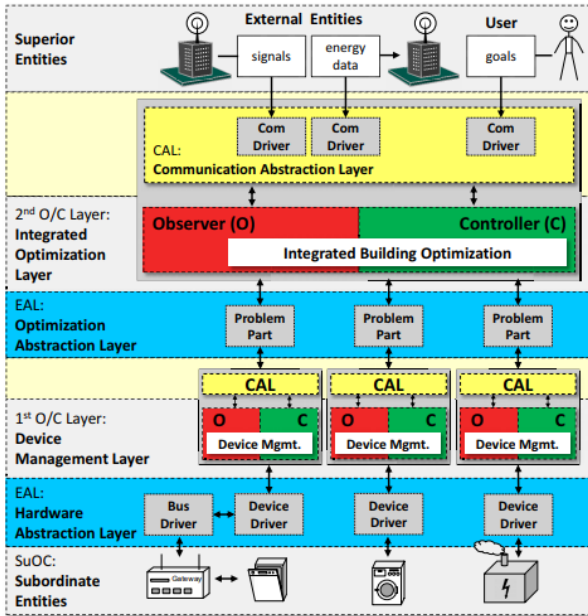 Superior
Entities
External Entities
User
signals
energy
data
goals
Com
Driver
Com
Driver
Com
Driver
CAL:
Communication Abstraction Layer
2nd O/C Layer:
Integrated
Optimization
Layer
Observer (O)
Controller (C)
Integrated Building Optimization
EAL:
Optimization
Abstraction Layer
Problem
Part
Problem
Part
Problem
Part
CAL
CAL
CAL
1st O/C Layer:
Device
Management Layer
O C
Device Mgmt.
O C
Device Mgmt.
O C
Device Mgmt.
EAL:
Hardware
Abstraction Layer
Bus
Driver
Device
Driver
Device
Driver
Device
Driver
SuOC:
Subordinate
Entities
Gateway